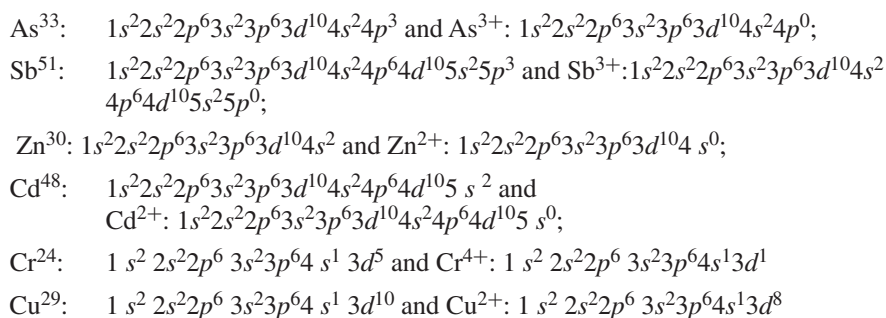 As³³: 1s²2s²2p⁶3s²3p⁶3d¹⁰4s²4p³ and As³⁺: 1s²2s²2p⁶3s²3p⁶3d¹⁰4s²4p⁰;
Sb⁵¹: 1s²2s²2p⁶3s²3p⁶3d¹⁰4s²4p⁶4d¹⁰5s²5p³ and Sb³⁺:1s²2s²2p⁶3s²3p⁶3d¹⁰4s²
4p⁶4d¹⁰5s²5p⁰;
Zn³⁰: 1s²2s²2p⁶3s²3p⁶3d¹⁰4s² and Zn²⁺: 1s²2s²2p⁶3s²3p⁶3d¹⁰4 s⁰;
Cd⁴⁸: 1s²2s²2p⁶3s²3p⁶3d¹⁰4s²4p⁶4d¹⁰5 s ² and
Cd²⁺: 1s²2s²2p⁶3s²3p⁶3d¹⁰4s²4p⁶4d¹⁰5 s⁰;
Cr²⁴: 1 s² 2s²2p⁶ 3s²3p⁶4 s¹ 3d⁵ and Cr⁴⁺: 1 s² 2s²2p⁶ 3s²3p⁶4s¹3d¹
Cu²⁹: 1 s² 2s²2p⁶ 3s²3p⁶4 s¹ 3d¹⁰ and Cu²⁺: 1 s² 2s²2p⁶ 3s²3p⁶4s¹3d⁸